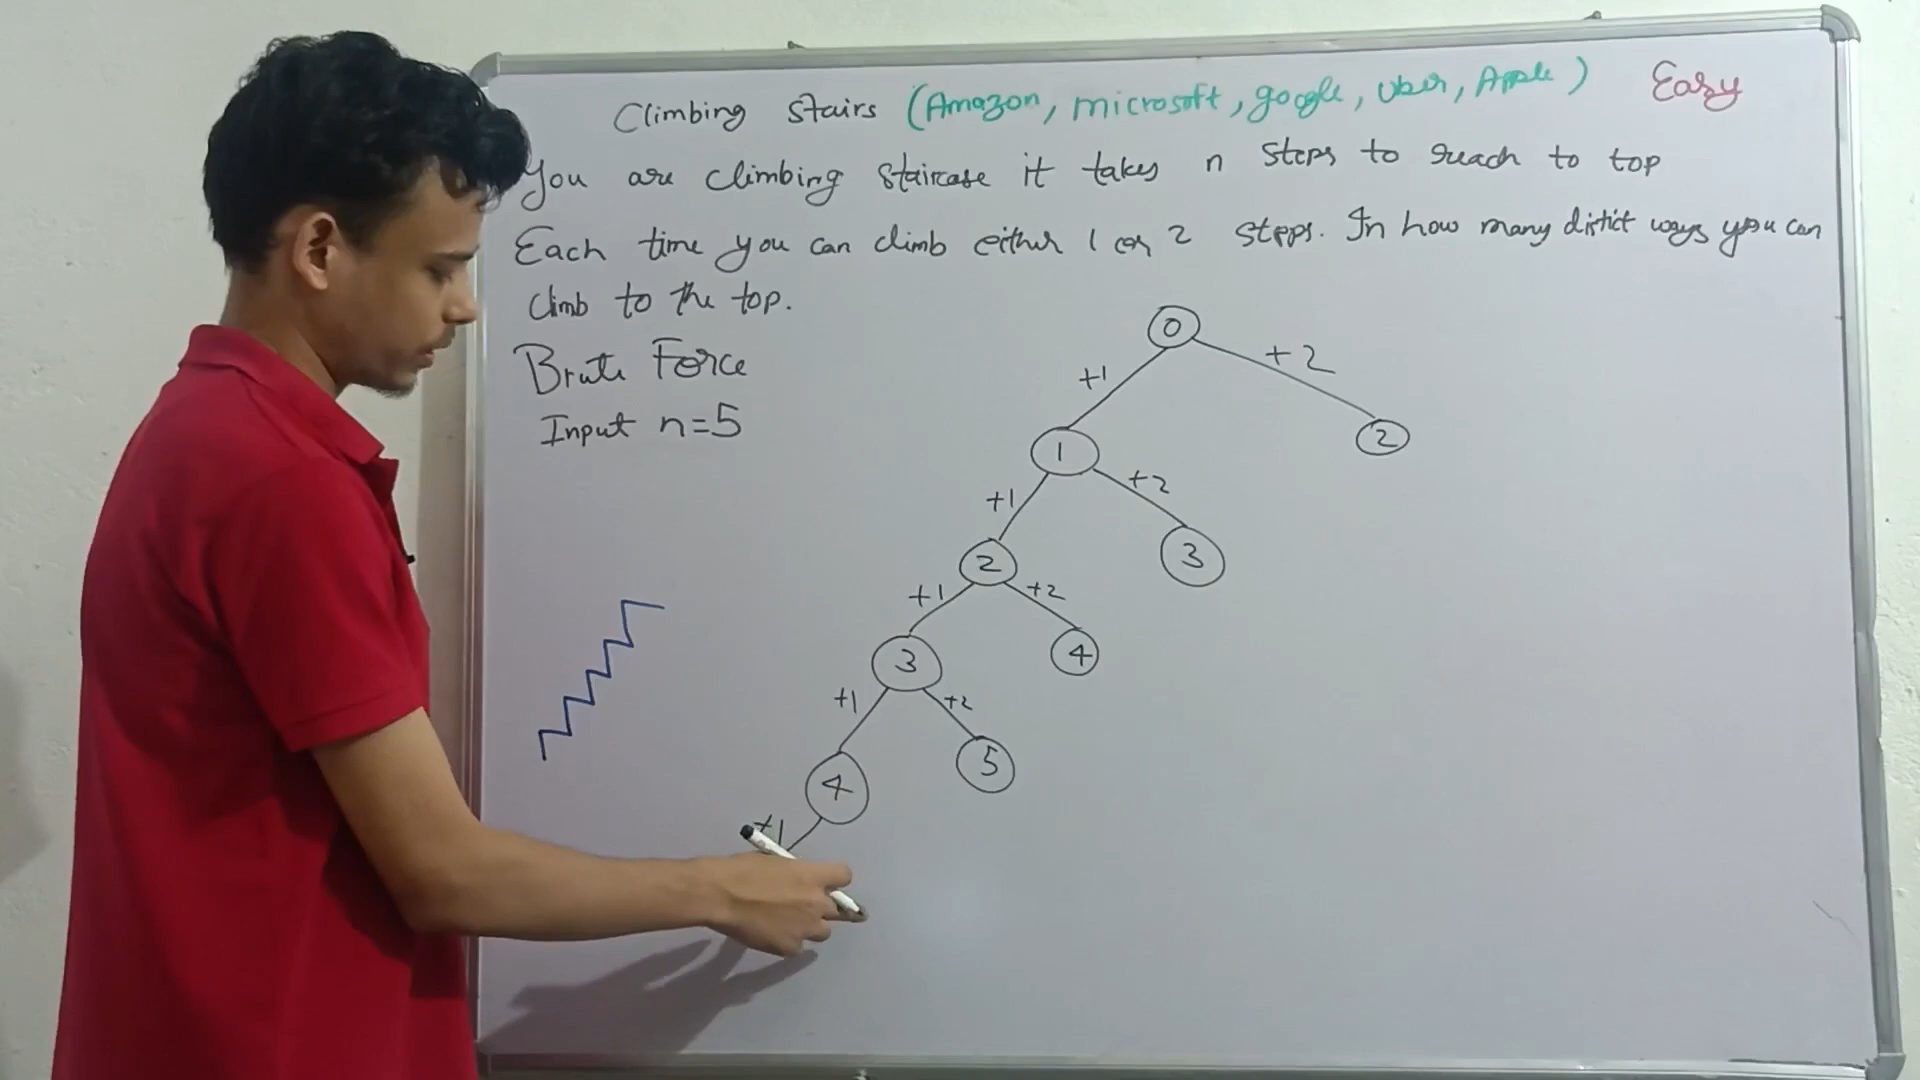 Climbing Stairs (Amazon, microsoft, google, Uber, Apple) Easy
You are climbing staircase it takes n steps to reach to top
Each time you can climb either 1 or 2 steps. In how many distict ways you can
climb to the top.
Brute Force
Input n=5
0
+1 +2
1 2
+1 +2
2 3
+1 +2
3 4
+1 +2
4 5
+1